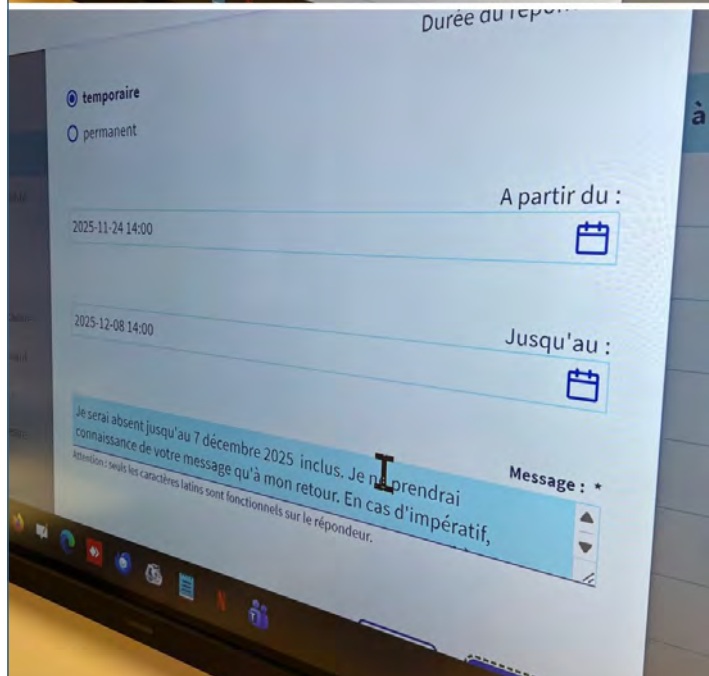 Durée du
temporaire
permanent
à
A partir du :
2025-11-24 14:00
Jusqu'au :
2025-12-08 14:00
Message : *
Je serai absent jusqu'au 7 décembre 2025 inclus. Je ne prendrai
connaissance de votre message qu'à mon retour. En cas d'impératif,
Attention : seuls les caractères latins sont fonctionnels sur le répondeur.